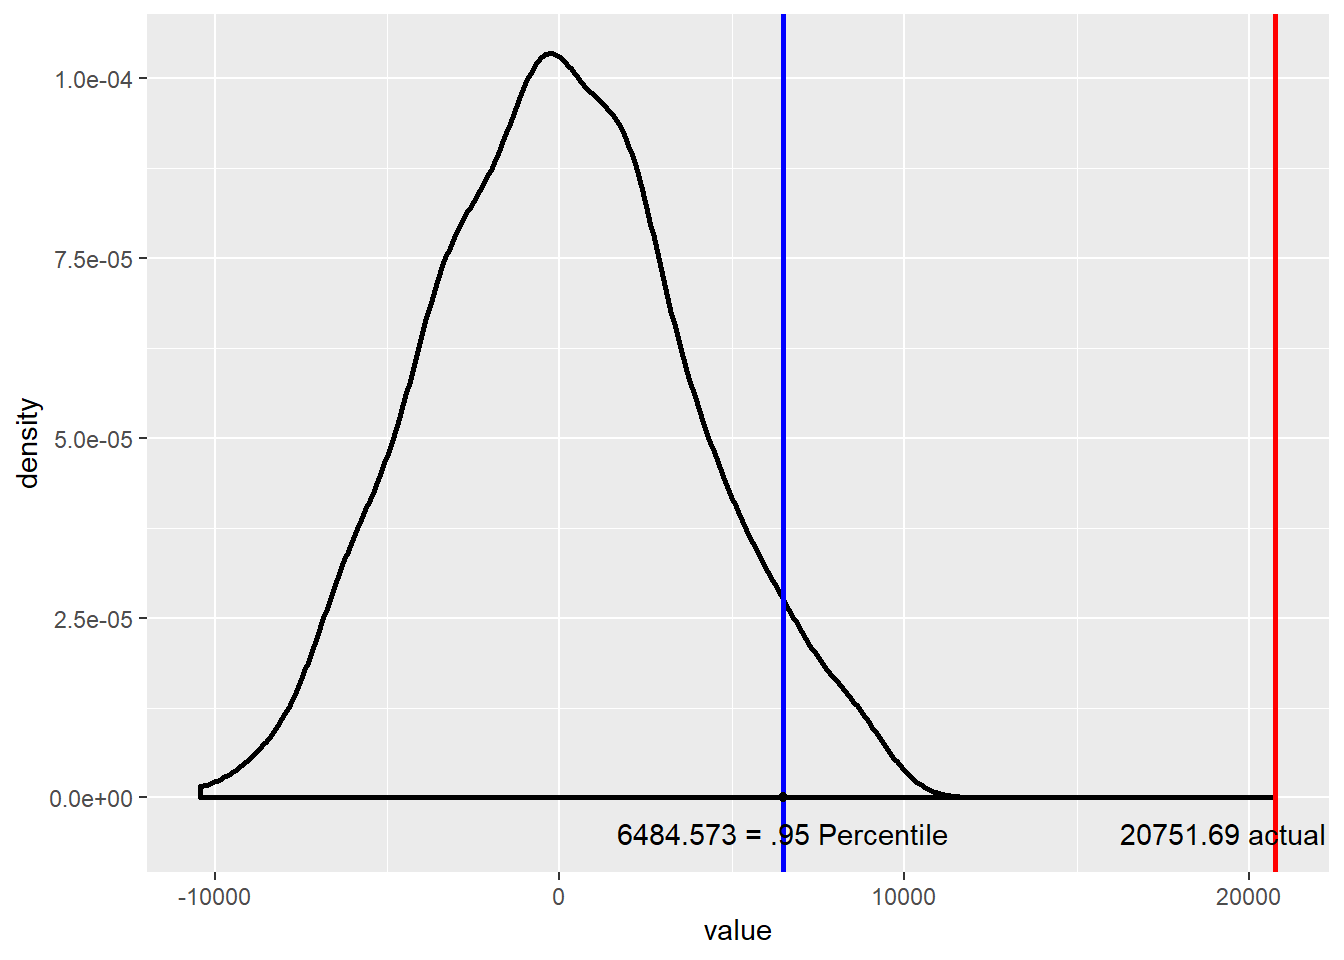 1.0e-04
7.5e-05
5.0e-05
2.5e-05
0.0e+00
density
6484.573 = .95 Percentile
20751.69 actual
-10000
0
10000
20000
value